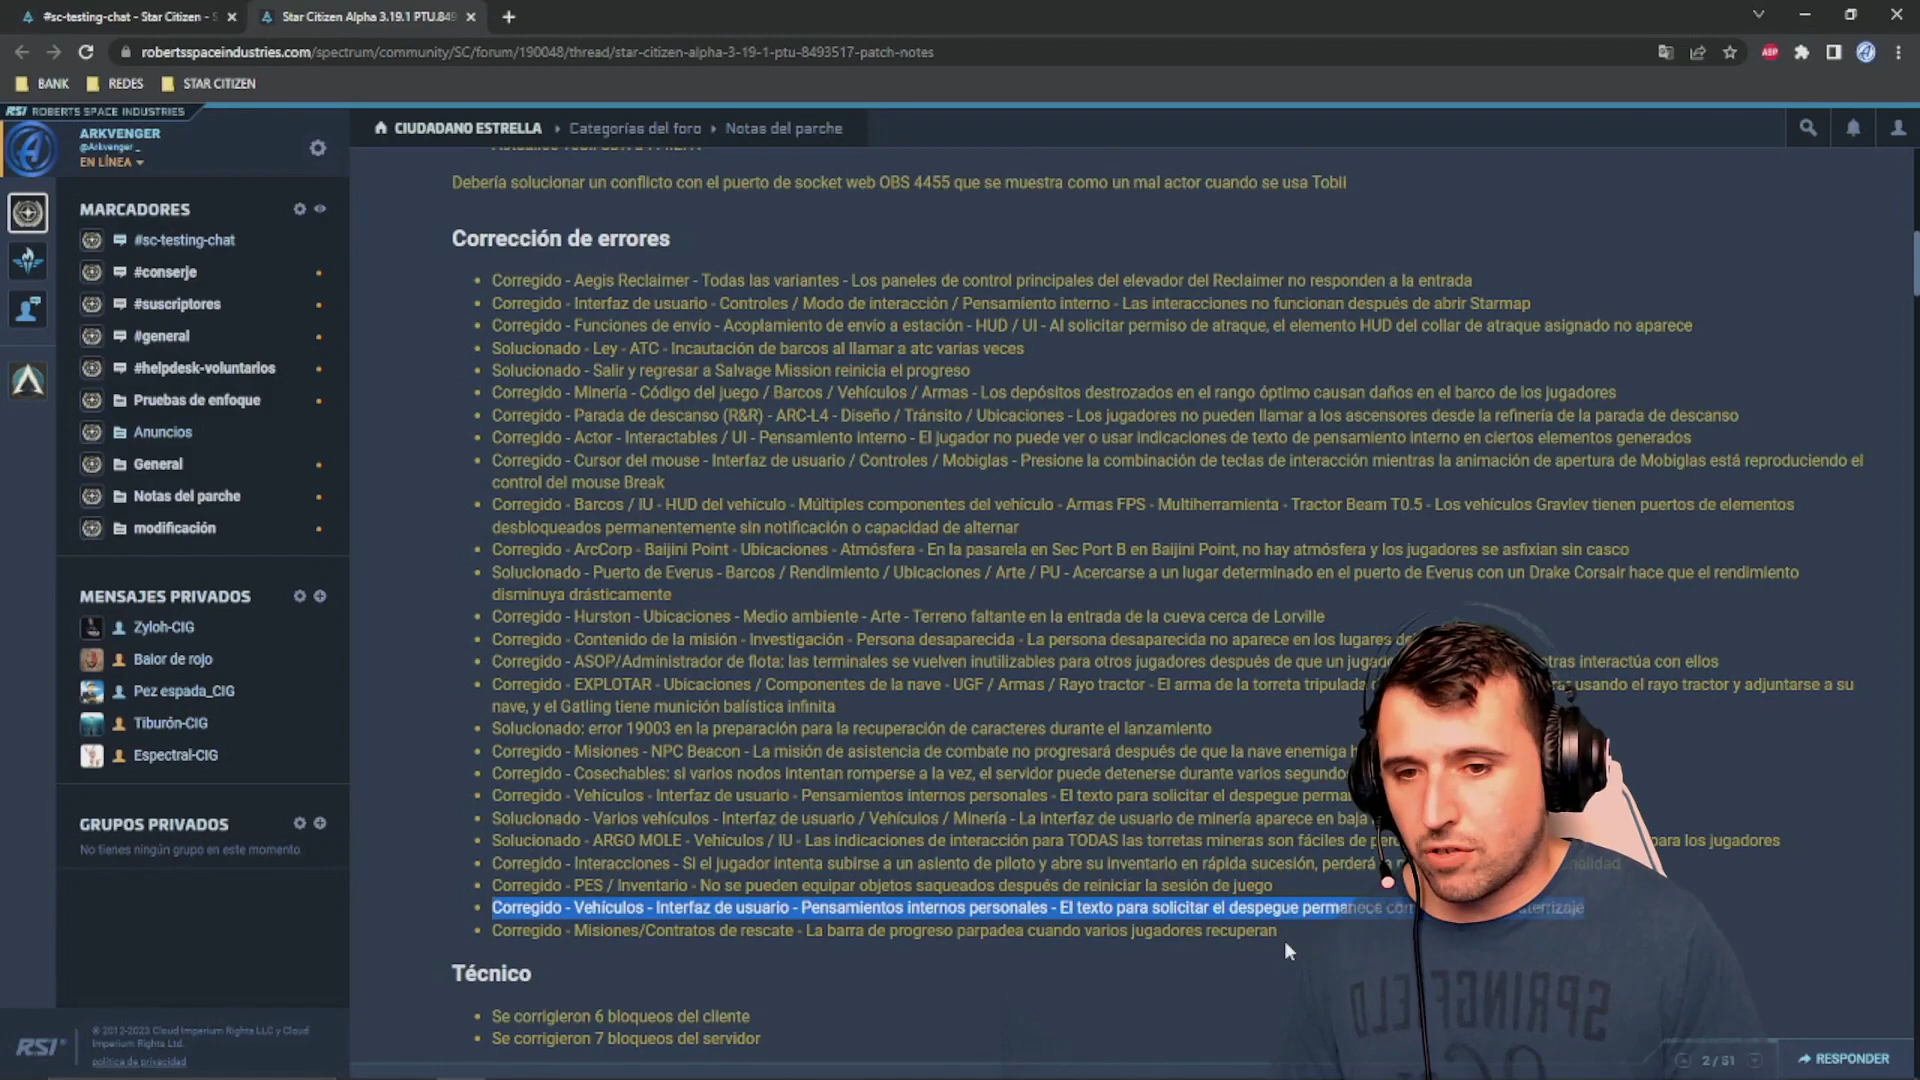 #sc-testing-chat - Star Citizen - S
Star Citizen Alpha 3.19.1 PTU.849
robertsspaceindustries.com/spectrum/community/SC/forum/190048/thread/star-citizen-alpha-3-19-1-ptu-8493517-patch-notes
ABP
BANK
REDES
STAR CITIZEN
RSI ROBERTS SPACE INDUSTRIES
ARKVENGER
@Arkvenger_
EN LÍNEA
CIUDADANO ESTRELLA
Categorías del foro
Notas del parche
MARCADORES
#sc-testing-chat
#conserje
#suscriptores
#general
#helpdesk-voluntarios
Pruebas de enfoque
Anuncios
General
Notas del parche
modificación
MENSAJES PRIVADOS
Zyloh-CIG
Balor de rojo
Pez espada_CIG
Tiburón-CIG
Espectral-CIG
GRUPOS PRIVADOS
No tienes ningún grupo en este momento.
RSI
© 2012-2023 Cloud Imperium Rights LLC y Cloud
Imperium Rights Ltd.
política de privacidad
Debería solucionar un conflicto con el puerto de socket web OBS 4455 que se muestra como un mal actor cuando se usa Tobii
Corrección de errores
Corregido - Aegis Reclaimer - Todas las variantes - Los paneles de control principales del elevador del Reclaimer no responden a la entrada
Corregido - Interfaz de usuario - Controles / Modo de interacción / Pensamiento interno - Las interacciones no funcionan después de abrir Starmap
Corregido - Funciones de envío - Acoplamiento de envío a estación - HUD / UI - Al solicitar permiso de atraque, el elemento HUD del collar de atraque asignado no aparece
Solucionado - Ley - ATC - Incautación de barcos al llamar a atc varias veces
Solucionado - Salir y regresar a Salvage Mission reinicia el progreso
Corregido - Minería - Código del juego / Barcos / Vehículos / Armas - Los depósitos destrozados en el rango óptimo causan daños en el barco de los jugadores
Corregido - Parada de descanso (R&R) - ARC-L4 - Diseño / Tránsito / Ubicaciones - Los jugadores no pueden llamar a los ascensores desde la refinería de la parada de descanso
Corregido - Actor - Interactables / UI - Pensamiento interno - El jugador no puede ver o usar indicaciones de texto de pensamiento interno en ciertos elementos generados
Corregido - Cursor del mouse - Interfaz de usuario / Controles / Mobiglas - Presione la combinación de teclas de interacción mientras la animación de apertura de Mobiglas está reproduciendo el
control del mouse Break
Corregido - Barcos / IU - HUD del vehículo - Múltiples componentes del vehículo - Armas FPS - Multiherramienta - Tractor Beam T0.5 - Los vehículos Gravlev tienen puertos de elementos
desbloqueados permanentemente sin notificación o capacidad de alternar
Corregido - ArcCorp - Baijini Point - Ubicaciones - Atmósfera - En la pasarela en Sec Port B en Baijini Point, no hay atmósfera y los jugadores se asfixian sin casco
Solucionado - Puerto de Everus - Barcos / Rendimiento / Ubicaciones / Arte / PU - Acercarse a un lugar determinado en el puerto de Everus con un Drake Corsair hace que el rendimiento
disminuya drásticamente
Corregido - Hurston - Ubicaciones - Medio ambiente - Arte - Terreno faltante en la entrada de la cueva cerca de Lorville
Corregido - Contenido de la misión - Investigación - Persona desaparecida - La persona desaparecida no aparece en los lugares
Corregido - ASOP/Administrador de flota: las terminales se vuelven inutilizables para otros jugadores después de que un interactúa con ellos
Corregido - EXPLOTAR - Ubicaciones / Componentes de la nave - UGF / Armas / Rayo tractor - El arma de la torreta tripulada usando el rayo tractor y adjuntarse a su
nave, y el Gatling tiene munición balística infinita
Solucionado: error 19003 en la preparación para la recuperación de caracteres durante el lanzamiento
Corregido - Misiones - NPC Beacon - La misión de asistencia de combate no progresará después de que la nave enemiga
Corregido - Cosechables: si varios nodos intentan romperse a la vez, el servidor puede detenerse durante varios
Corregido - Vehículos - Interfaz de usuario - Pensamientos internos personales - El texto para solicitar el despegue
Solucionado - Varios vehículos - Interfaz de usuario / Vehículos / Minería - La interfaz de usuario de minería aparece en baja
Solucionado - ARGO MOLE - Vehículos / IU - Las indicaciones de interacción para TODAS las torretas mineras son fáciles de para los jugadores
Corregido - Interacciones - Si el jugador intenta subirse a un asiento de piloto y abre su inventario en rápida sucesión, perderá
Corregido - PES / Inventario - No se pueden equipar objetos saqueados después de reiniciar la sesión de juego
Corregido - Vehículos - Interfaz de usuario - Pensamientos internos personales - El texto para solicitar el despegue permanece aterrizaje
Corregido - Misiones/Contratos de rescate - La barra de progreso parpadea cuando varios jugadores recuperan
Técnico
Se corrigieron 6 bloqueos del cliente
Se corrigieron 7 bloqueos del servidor
SPRINGFIELD
2 / 51
RESPONDER